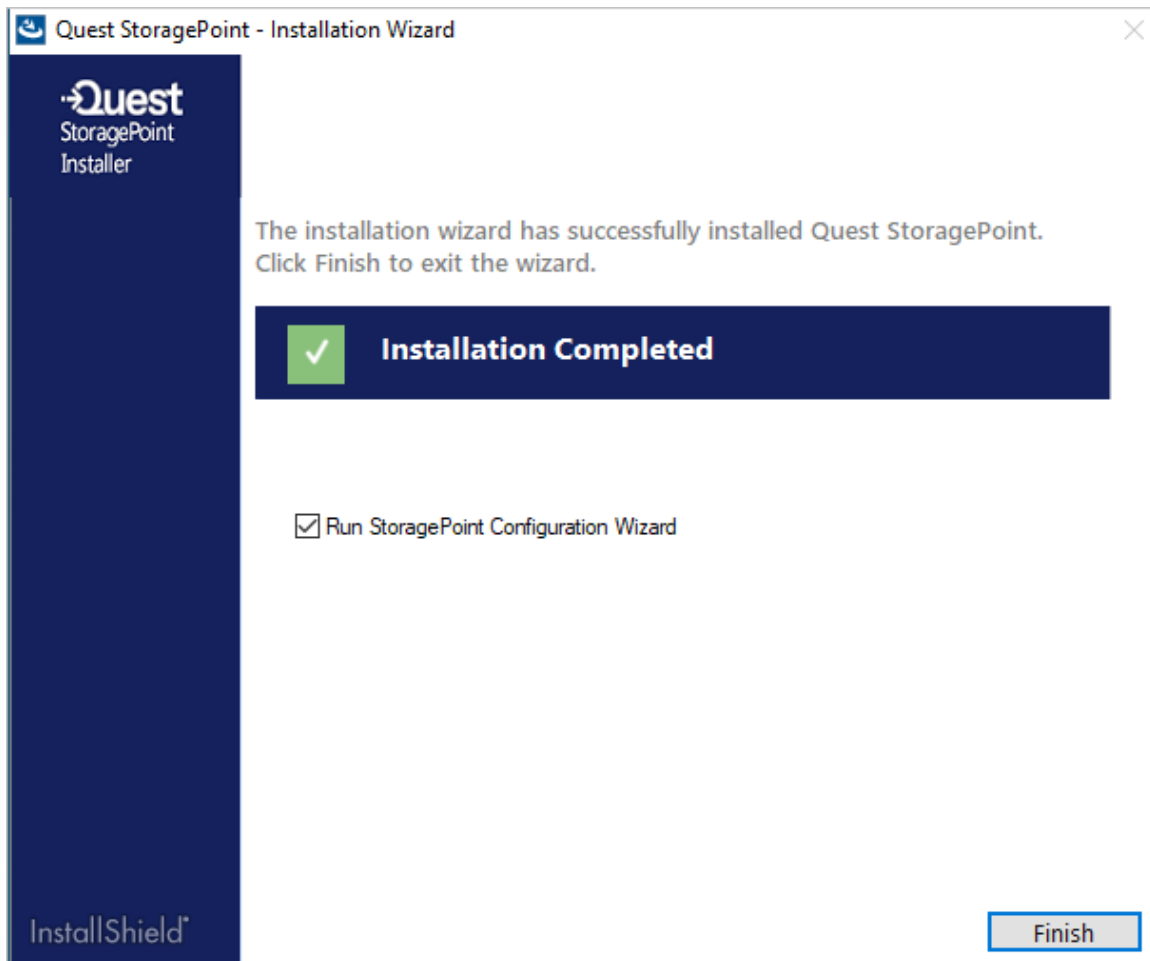 Quest StoragePoint - Installation Wizard
Quest
StoragePoint
Installer
The installation wizard has successfully installed Quest StoragePoint.
Click Finish to exit the wizard.
Installation Completed
Run StoragePoint Configuration Wizard
InstallShield®
Finish